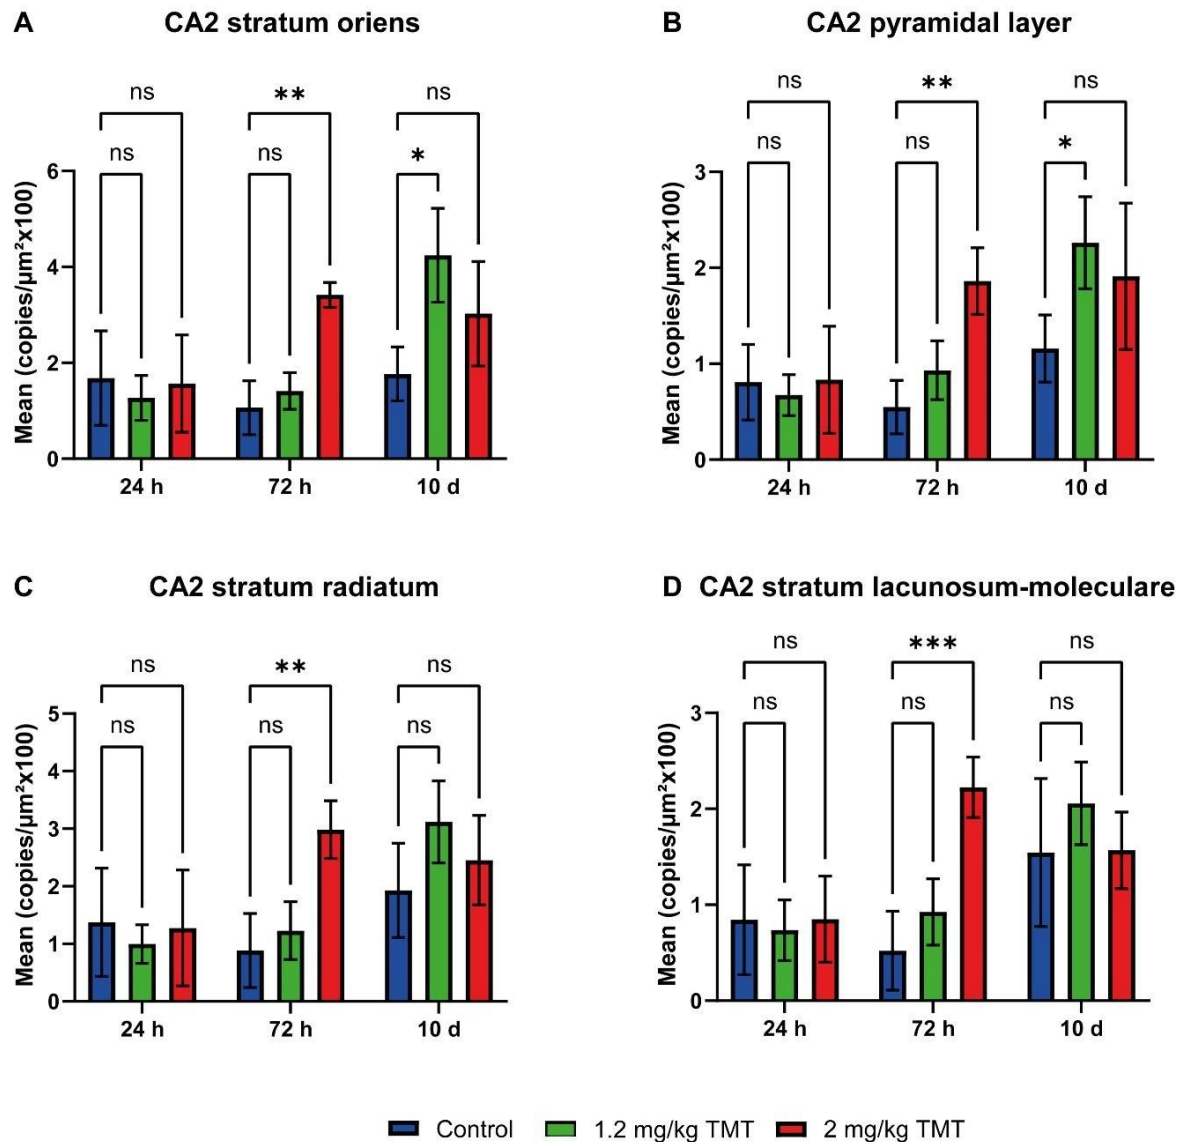 A CA2 stratum oriens
ns ** ns
ns ns *
Mean (copies/µm²x100)
6
4
2
0
24 h 72 h 10 d
B CA2 pyramidal layer
ns ** ns
ns ns *
Mean (copies/µm²x100)
3
2
1
0
24 h 72 h 10 d
C CA2 stratum radiatum
ns ** ns
ns ns ns
Mean (copies/µm²x100)
5
4
3
2
1
0
24 h 72 h 10 d
D CA2 stratum lacunosum-moleculare
ns *** ns
ns ns ns
Mean (copies/µm²x100)
3
2
1
0
24 h 72 h 10 d
Control 1.2 mg/kg TMT 2 mg/kg TMT